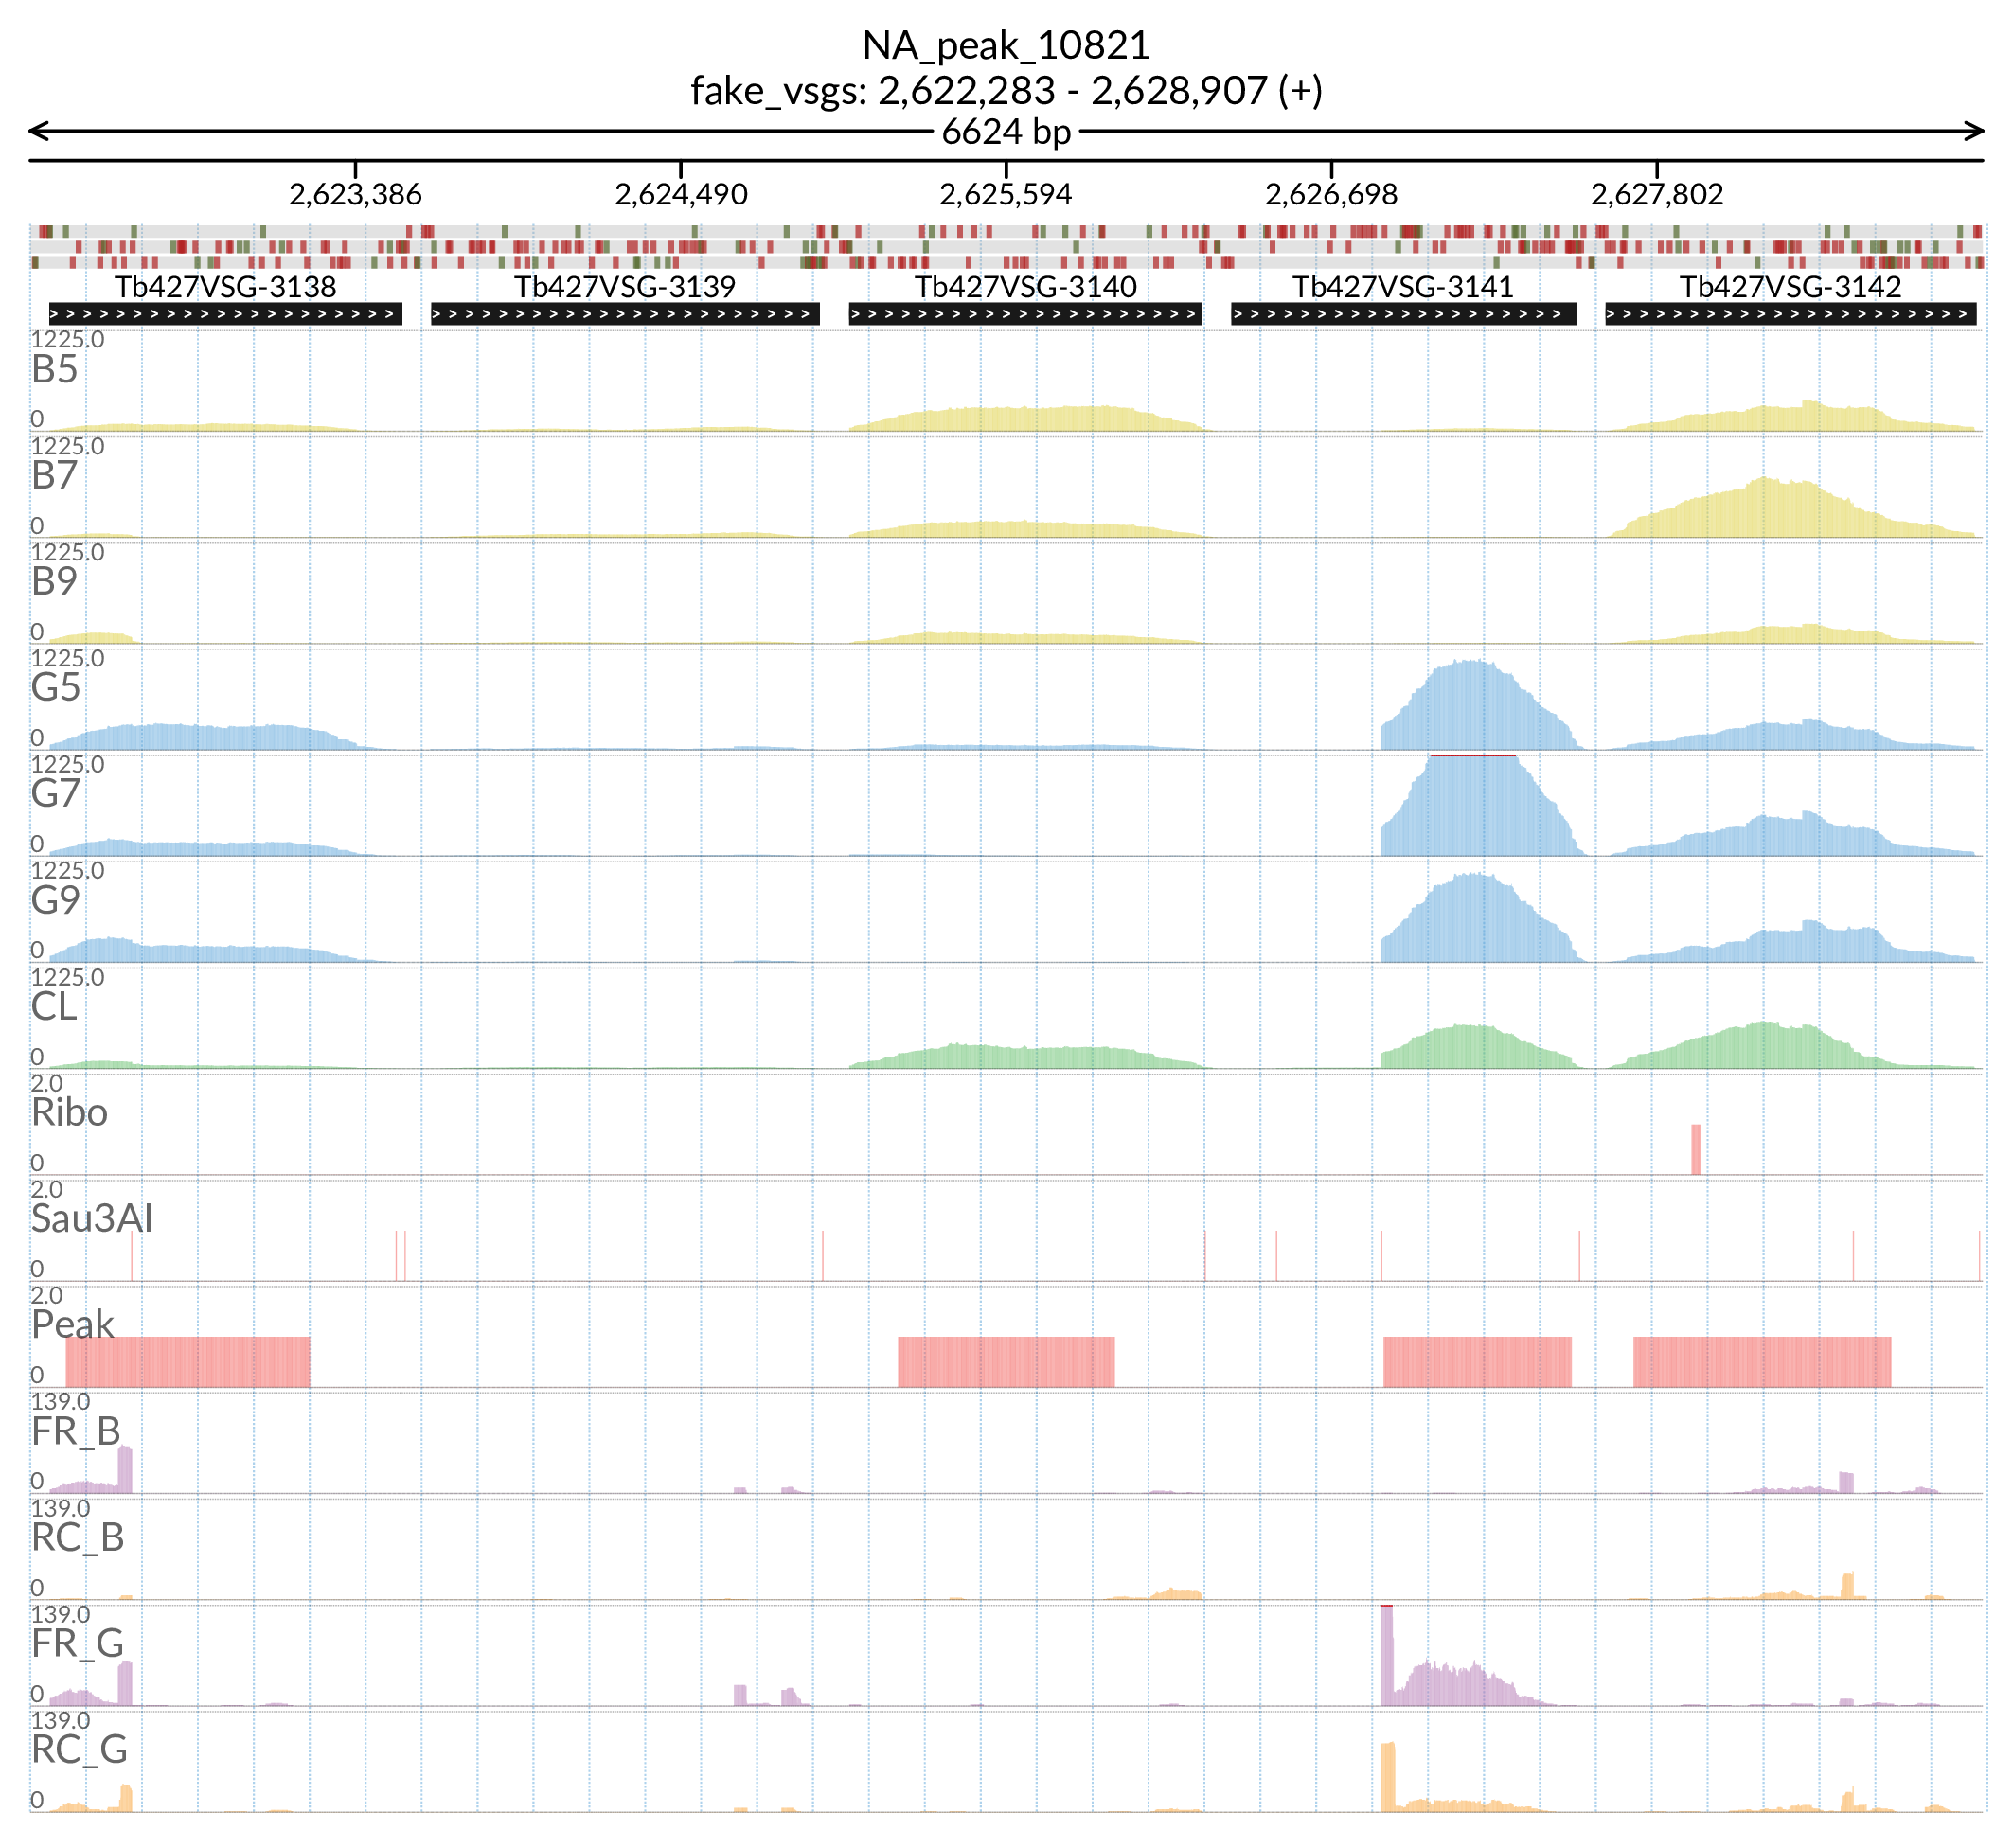 NA_peak_10821
fake_vsgs: 2,622,283 - 2,628,907 (+)
6624 bp
2,623,386 2,624,490 2,625,594 2,626,698 2,627,802
Tb427VSG-3138 Tb427VSG-3139 Tb427VSG-3140 Tb427VSG-3141 Tb427VSG-3142
1225.0
B5
0
1225.0
B7
0
1225.0
B9
0
1225.0
G5
0
1225.0
G7
0
1225.0
G9
0
1225.0
CL
0
2.0
Ribo
0
2.0
Sau3AI
0
2.0
Peak
0
139.0
FR_B
0
139.0
RC_B
0
139.0
FR_G
0
139.0
RC_G
0